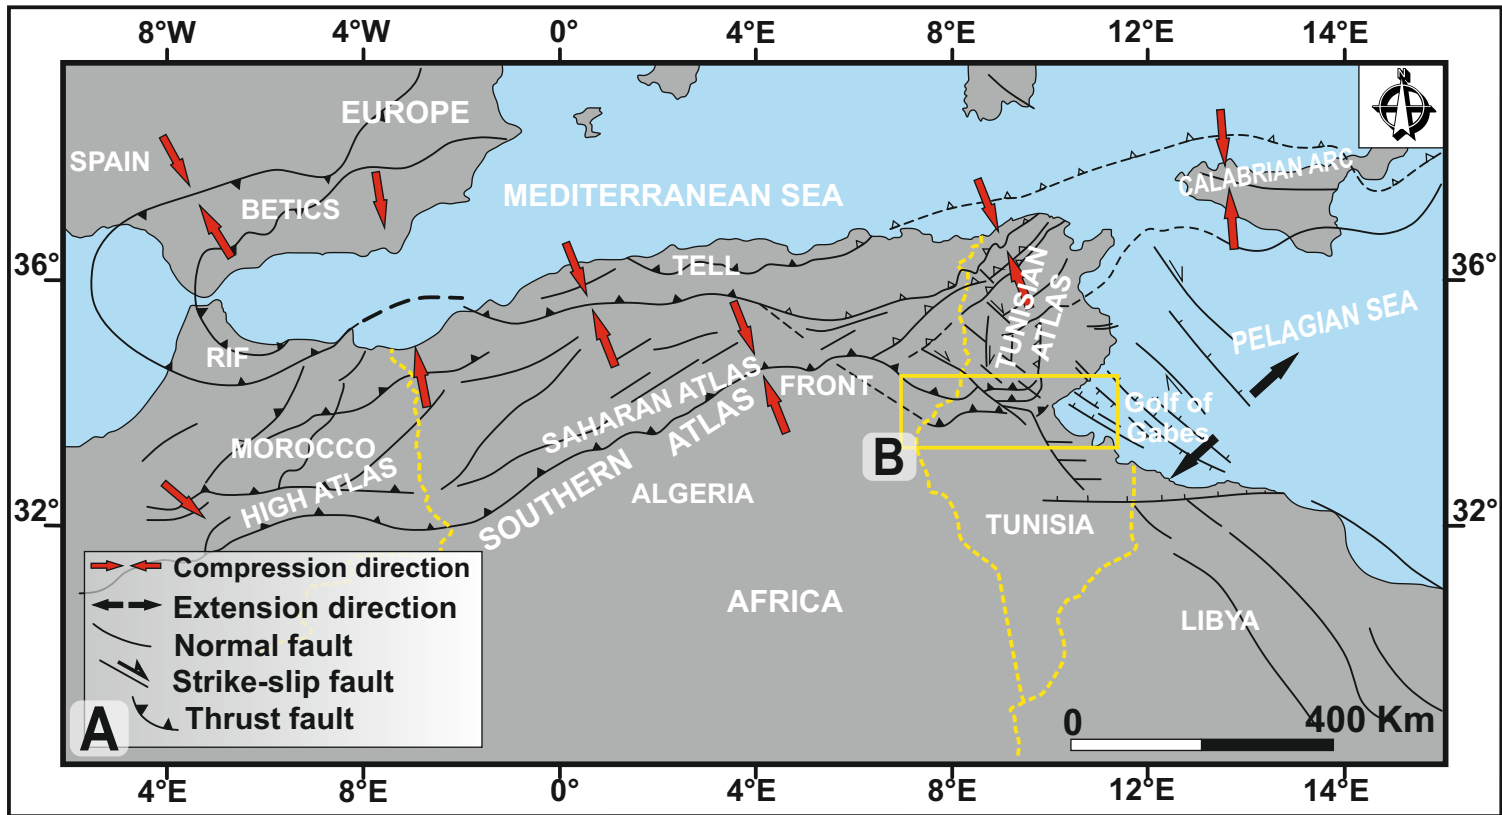 8°W 4°W 0° 4°E 8°E 12°E 14°E
N
EUROPE
SPAIN
BETICS
MEDITERRANEAN SEA
CALABRIAN ARC
36° 36°
TELL
TUNISIAN
ATLAS
PELAGIAN SEA
RIF
SAHARAN ATLAS
FRONT
Golf of
Gabes
MOROCCO
HIGH ATLAS
SOUTHERN ATLAS
B
ALGERIA
32° 32°
TUNISIA
AFRICA
LIBYA
Compression direction
Extension direction
Normal fault
Strike-slip fault
Thrust fault
A
0 400 Km
4°E 8°E 0° 4°E 8°E 12°E 14°E